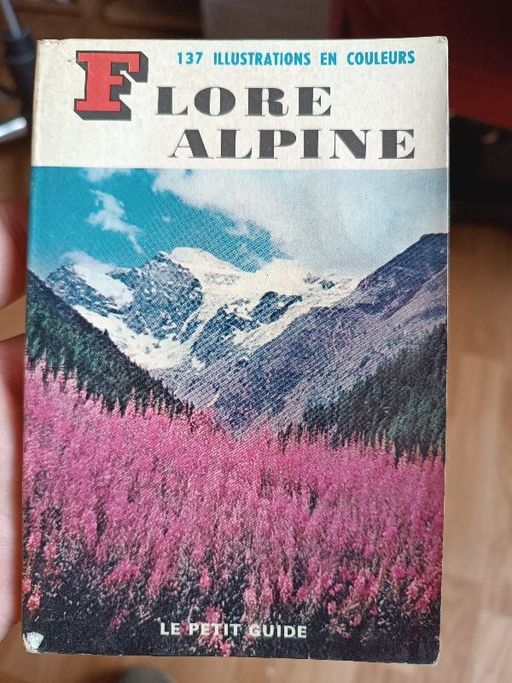 137 ILLUSTRATIONS EN COULEURS
FLORE
ALPINE
LE PETIT GUIDE